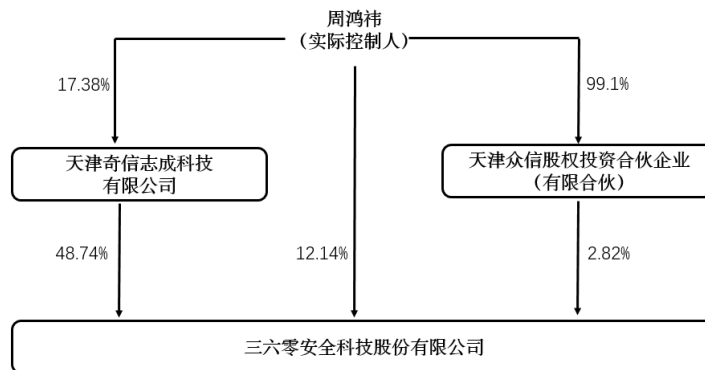 周鸿祎
（实际控制人）
17.38%
99.1%
天津奇信志成科技
有限公司
天津众信股权投资合伙企业
（有限合伙）
48.74%
12.14%
2.82%
三六零安全科技股份有限公司